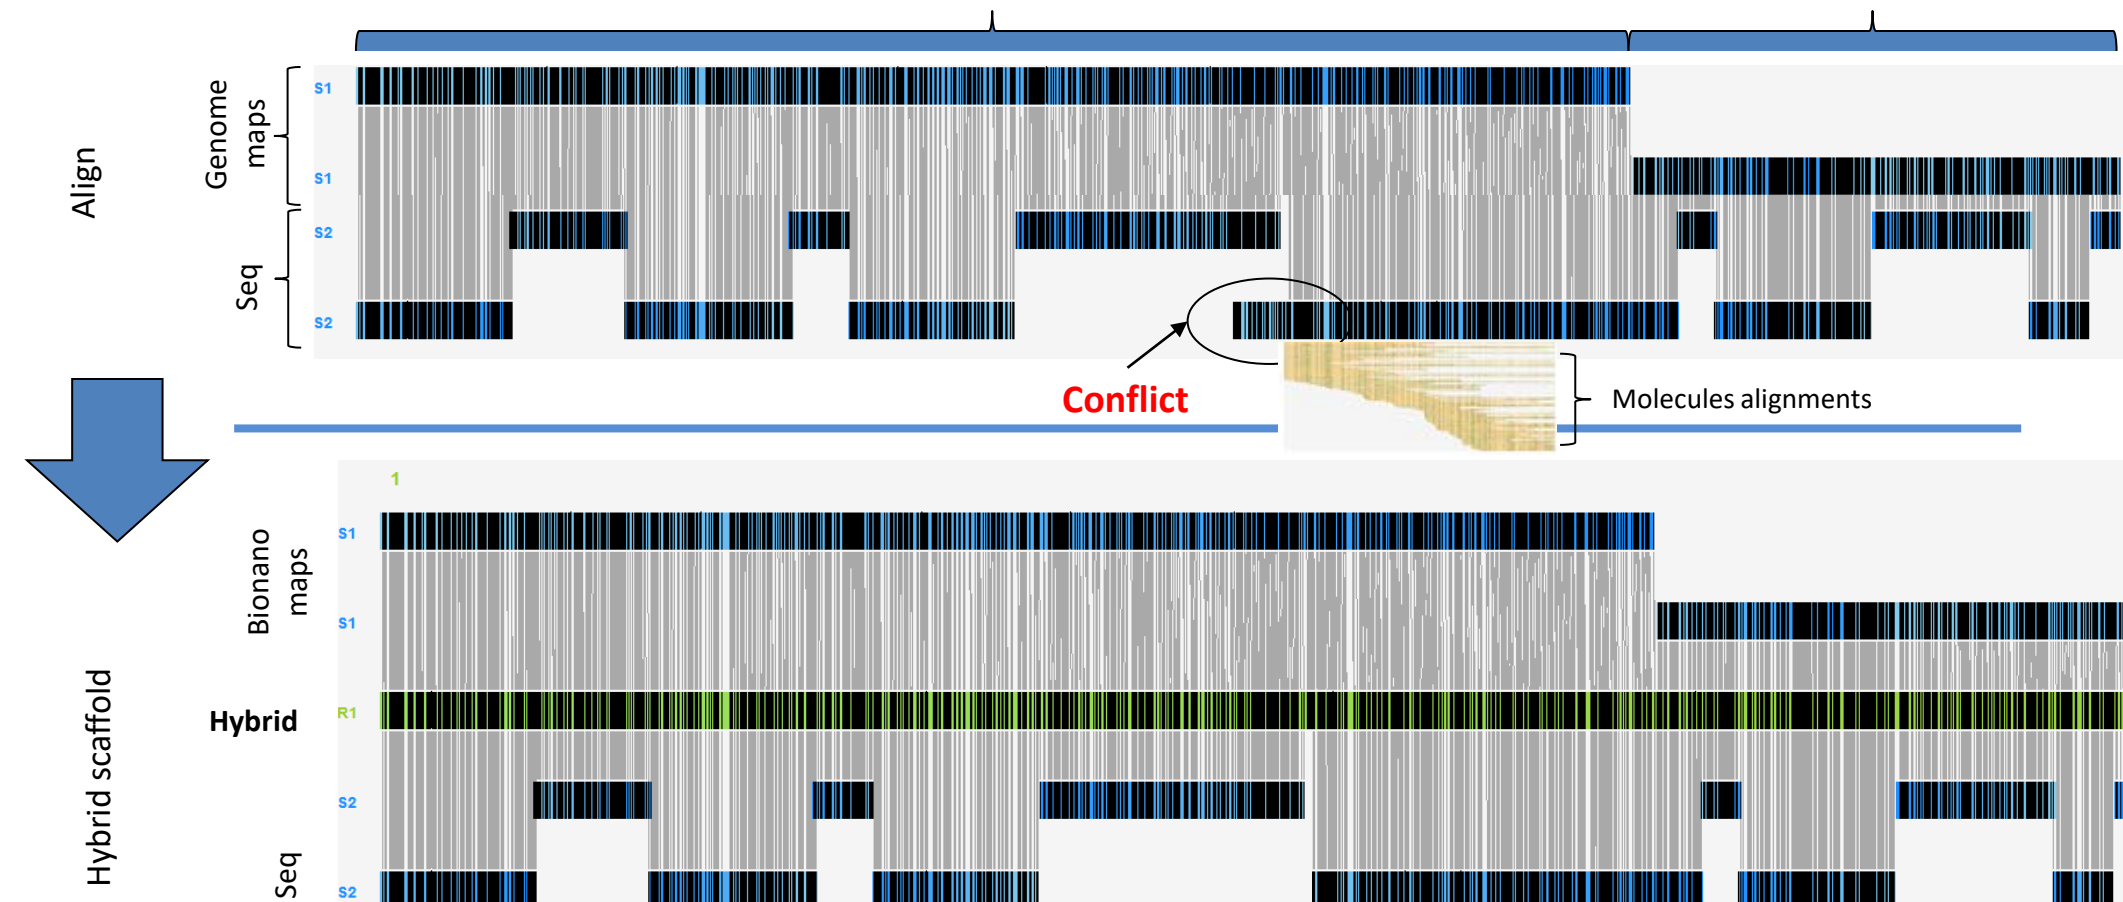 Align
Genome
maps
S1
S1
Seq
S2
S2
Conflict
Molecules alignments
Hybrid scaffold
1
Bionano
maps
S1
S1
Hybrid
R1
Seq
S2
S2